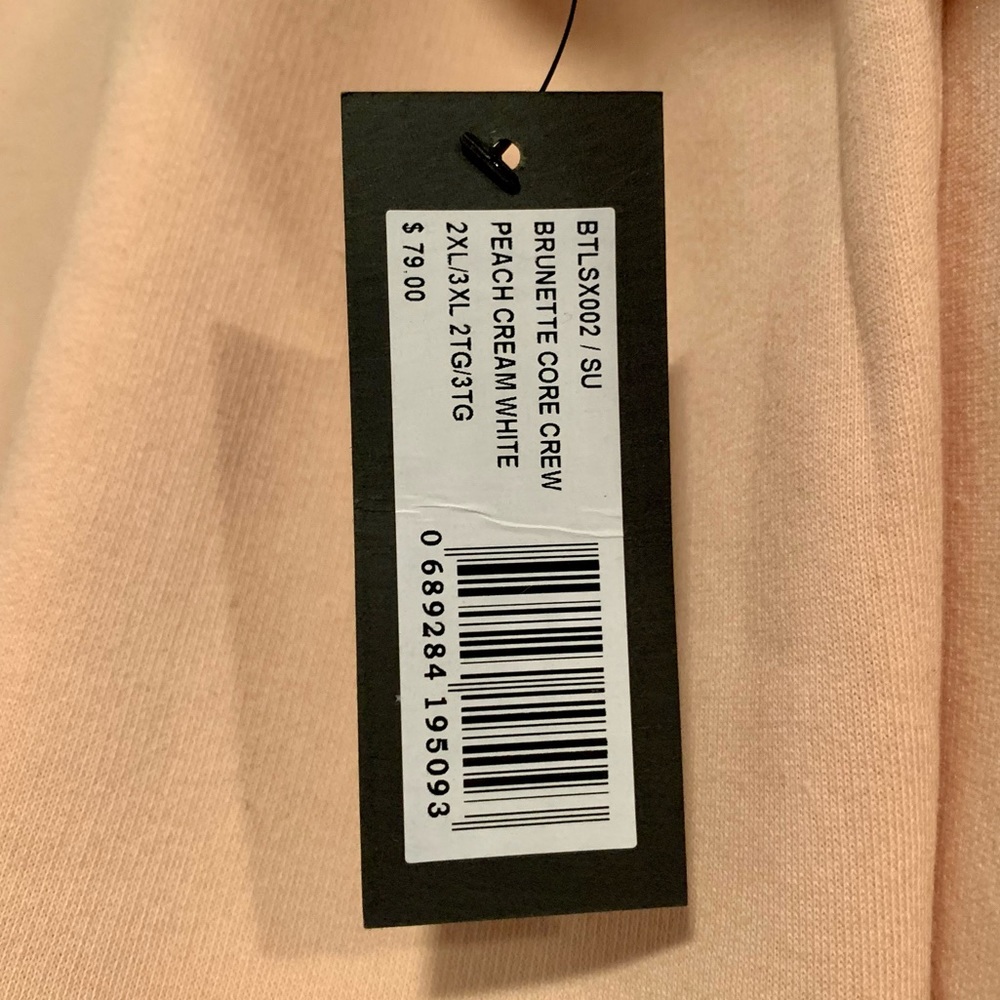 BTLSX002 / SU
BRUNETTE CORE CREW
PEACH CREAM WHITE
2XL/3XL 2TG/3TG
$ 79.00
0 689284 195093